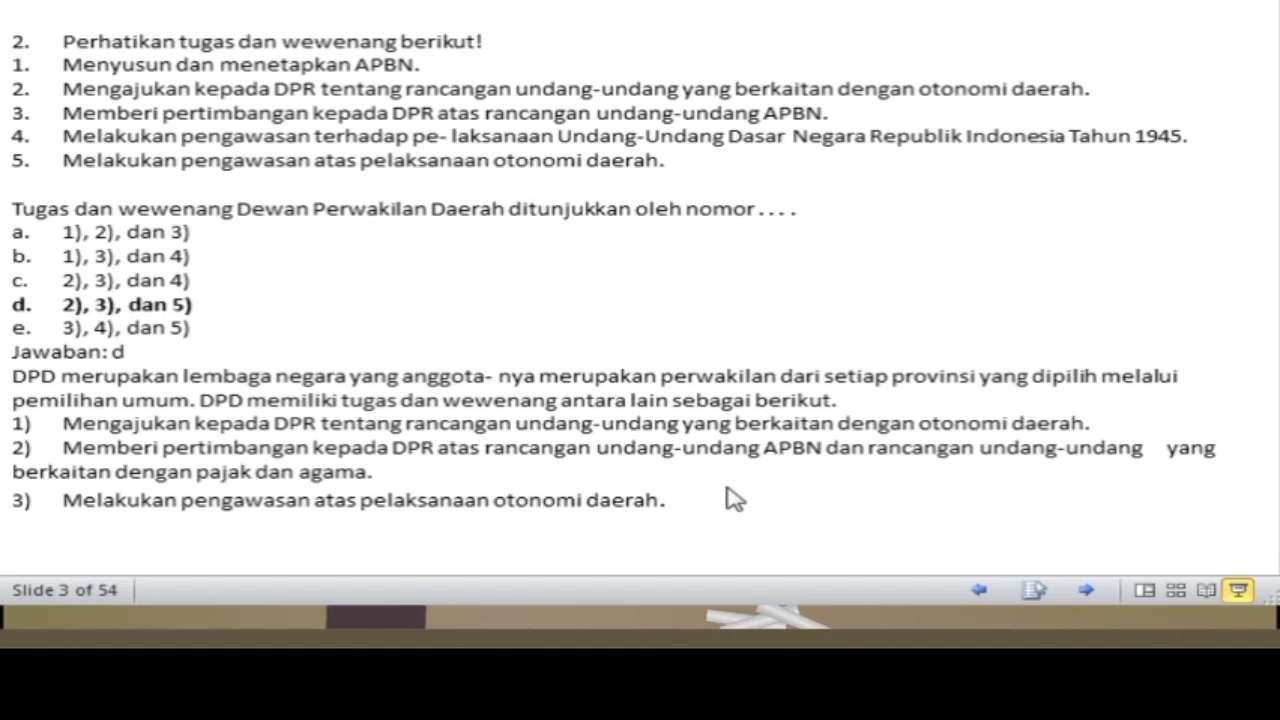 2. Perhatikan tugas dan wewenang berikut!
1. Menyusun dan menetapkan APBN.
2. Mengajukan kepada DPR tentang rancangan undang-undang yang berkaitan dengan otonomi daerah.
3. Memberi pertimbangan kepada DPR atas rancangan undang-undang APBN.
4. Melakukan pengawasan terhadap pe- laksanaan Undang-Undang Dasar Negara Republik Indonesia Tahun 1945.
5. Melakukan pengawasan atas pelaksanaan otonomi daerah.
Tugas dan wewenang Dewan Perwakilan Daerah ditunjukkan oleh nomor . . . .
a. 1), 2), dan 3)
b. 1), 3), dan 4)
c. 2), 3), dan 4)
d. 2), 3), dan 5)
e. 3), 4), dan 5)
Jawaban: d
DPD merupakan lembaga negara yang anggota- nya merupakan perwakilan dari setiap provinsi yang dipilih melalui
pemilihan umum. DPD memiliki tugas dan wewenang antara lain sebagai berikut.
1) Mengajukan kepada DPR tentang rancangan undang-undang yang berkaitan dengan otonomi daerah.
2) Memberi pertimbangan kepada DPR atas rancangan undang-undang APBN dan rancangan undang-undang yang
berkaitan dengan pajak dan agama.
3) Melakukan pengawasan atas pelaksanaan otonomi daerah.
Slide 3 of 54